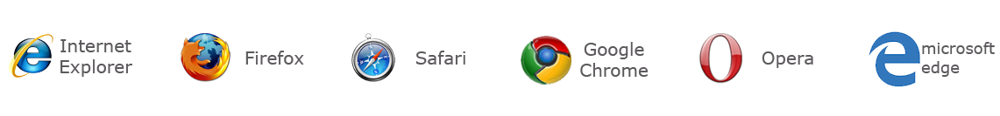 Internet
Explorer
Firefox
Safari
Google
Chrome
Opera
microsoft
edge